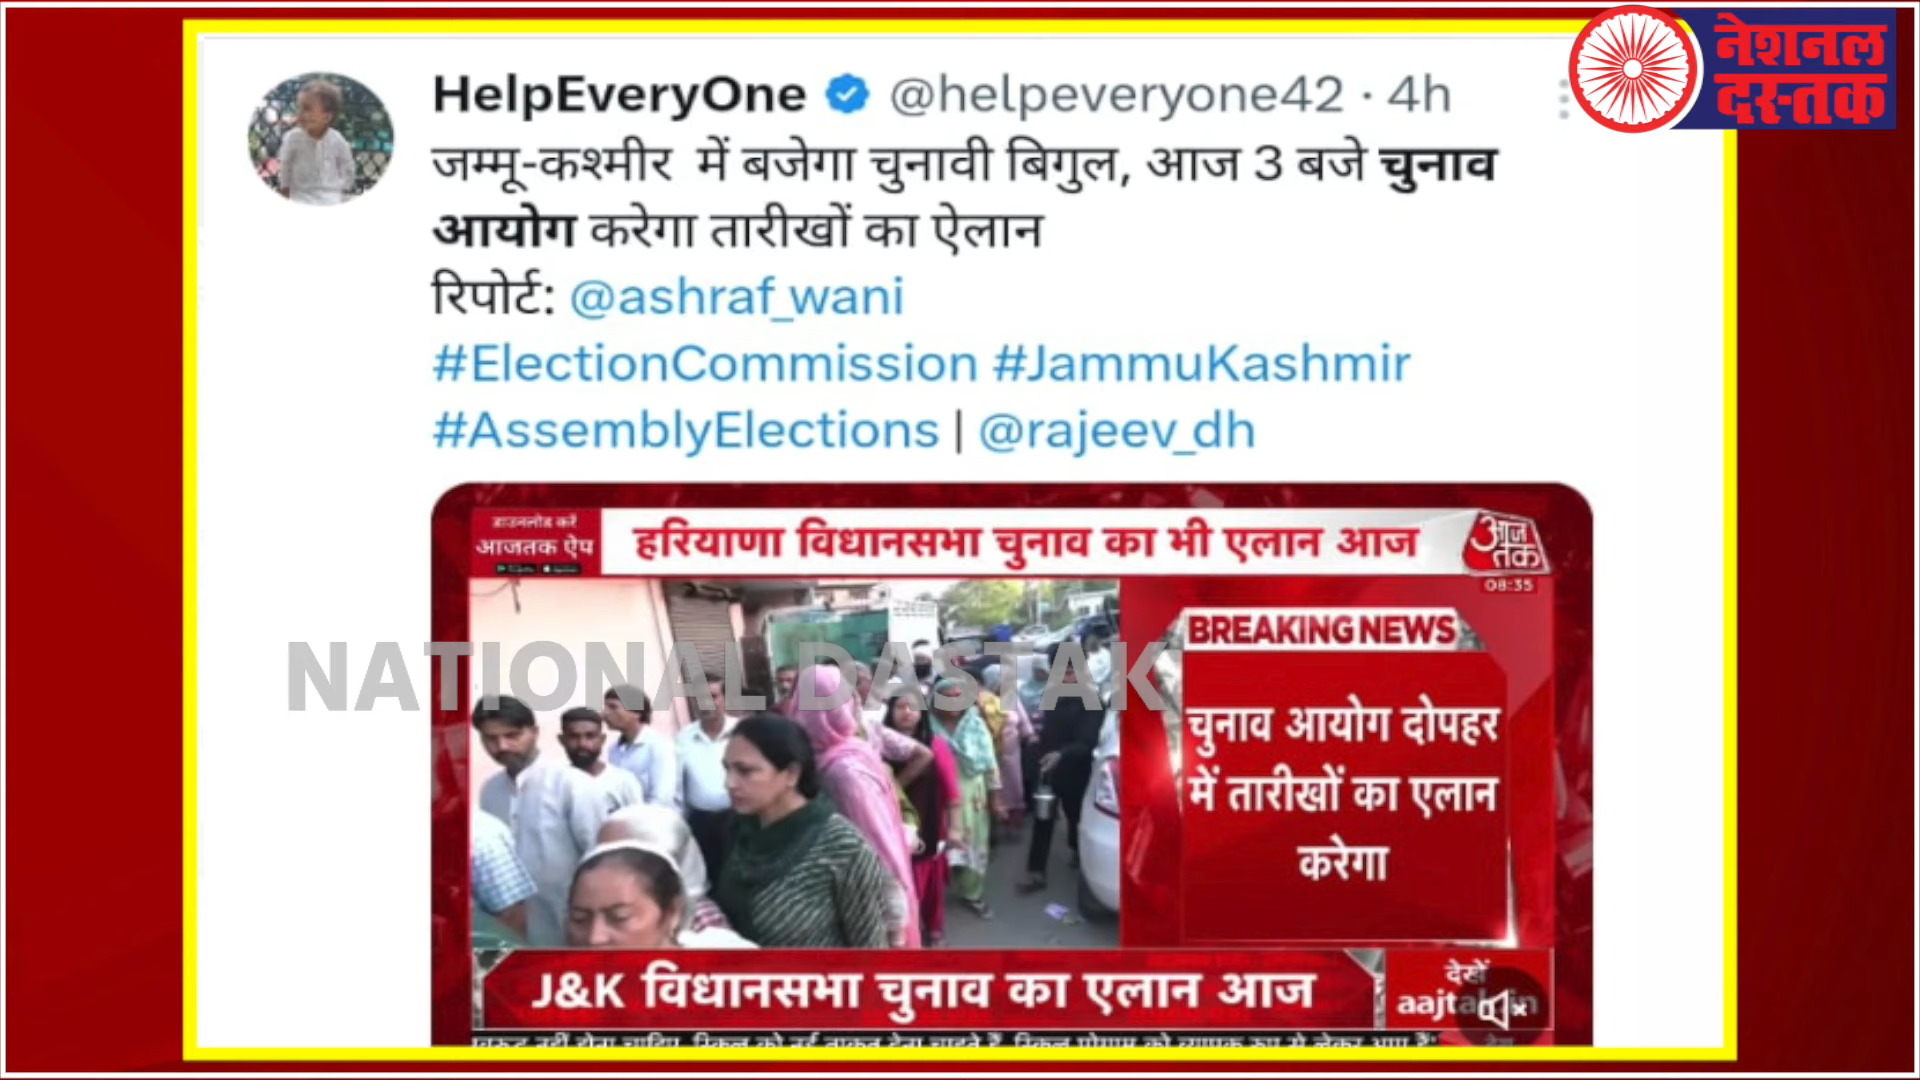 नेशनल
दस्तक
HelpEveryOne @helpeveryone42 · 4h
जम्मू-कश्मीर में बजेगा चुनावी बिगुल, आज 3 बजे चुनाव
आयोग करेगा तारीखों का ऐलान
रिपोर्ट: @ashraf_wani
#ElectionCommission #JammuKashmir
#AssemblyElections | @rajeev_dh
डाउनलोड करें
आजतक ऐप
हरियाणा विधानसभा चुनाव का भी एलान आज
आज
तक
08:35
BREAKING NEWS
NATIONAL DASTAK
चुनाव आयोग दोपहर
में तारीखों का एलान
करेगा
J&K विधानसभा चुनाव का एलान आज
देखें